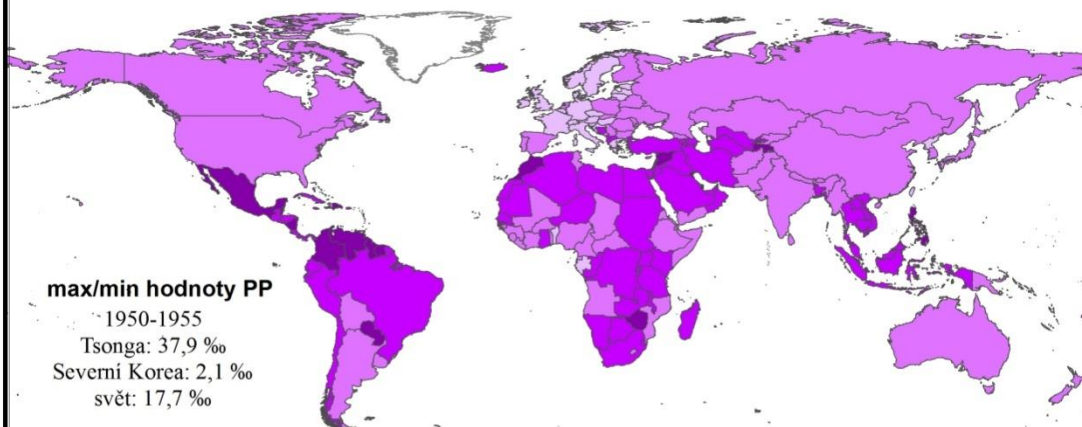 max/min hodnoty PP
1950-1955
Tsonga: 37,9 ‰
Severní Korea: 2,1 ‰
svět: 17,7 ‰